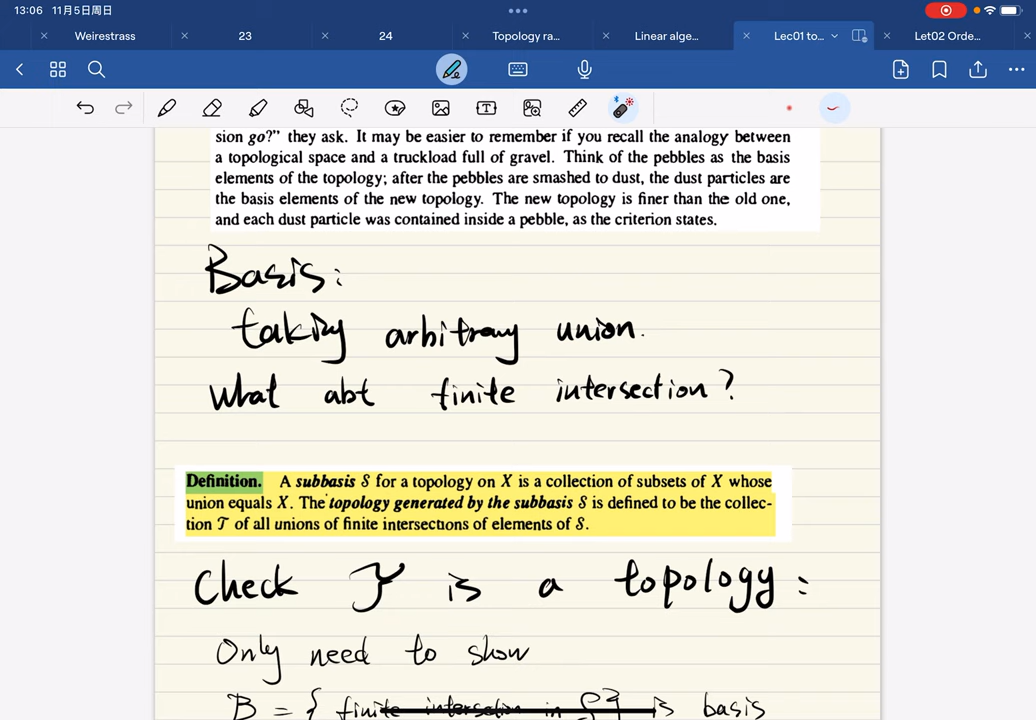 13:06 11月5日周日
Weirestrass
23
24
Topology ra...
Linear alge...
Lec01 to...
Let02 Orde...
sion go?" they ask. It may be easier to remember if you recall the analogy between
a topological space and a truckload full of gravel. Think of the pebbles as the basis
elements of the topology; after the pebbles are smashed to dust, the dust particles are
the basis elements of the new topology. The new topology is finer than the old one,
and each dust particle was contained inside a pebble, as the criterion states.
Basis:
taking arbitrary union.
What abt finite intersection?
Definition. A subbasis S for a topology on X is a collection of subsets of X whose
union equals X. The topology generated by the subbasis S is defined to be the collec-
tion T of all unions of finite intersections of elements of S.
Check T is a topology:
Only need to show
B = { finite intersection in S} is basis